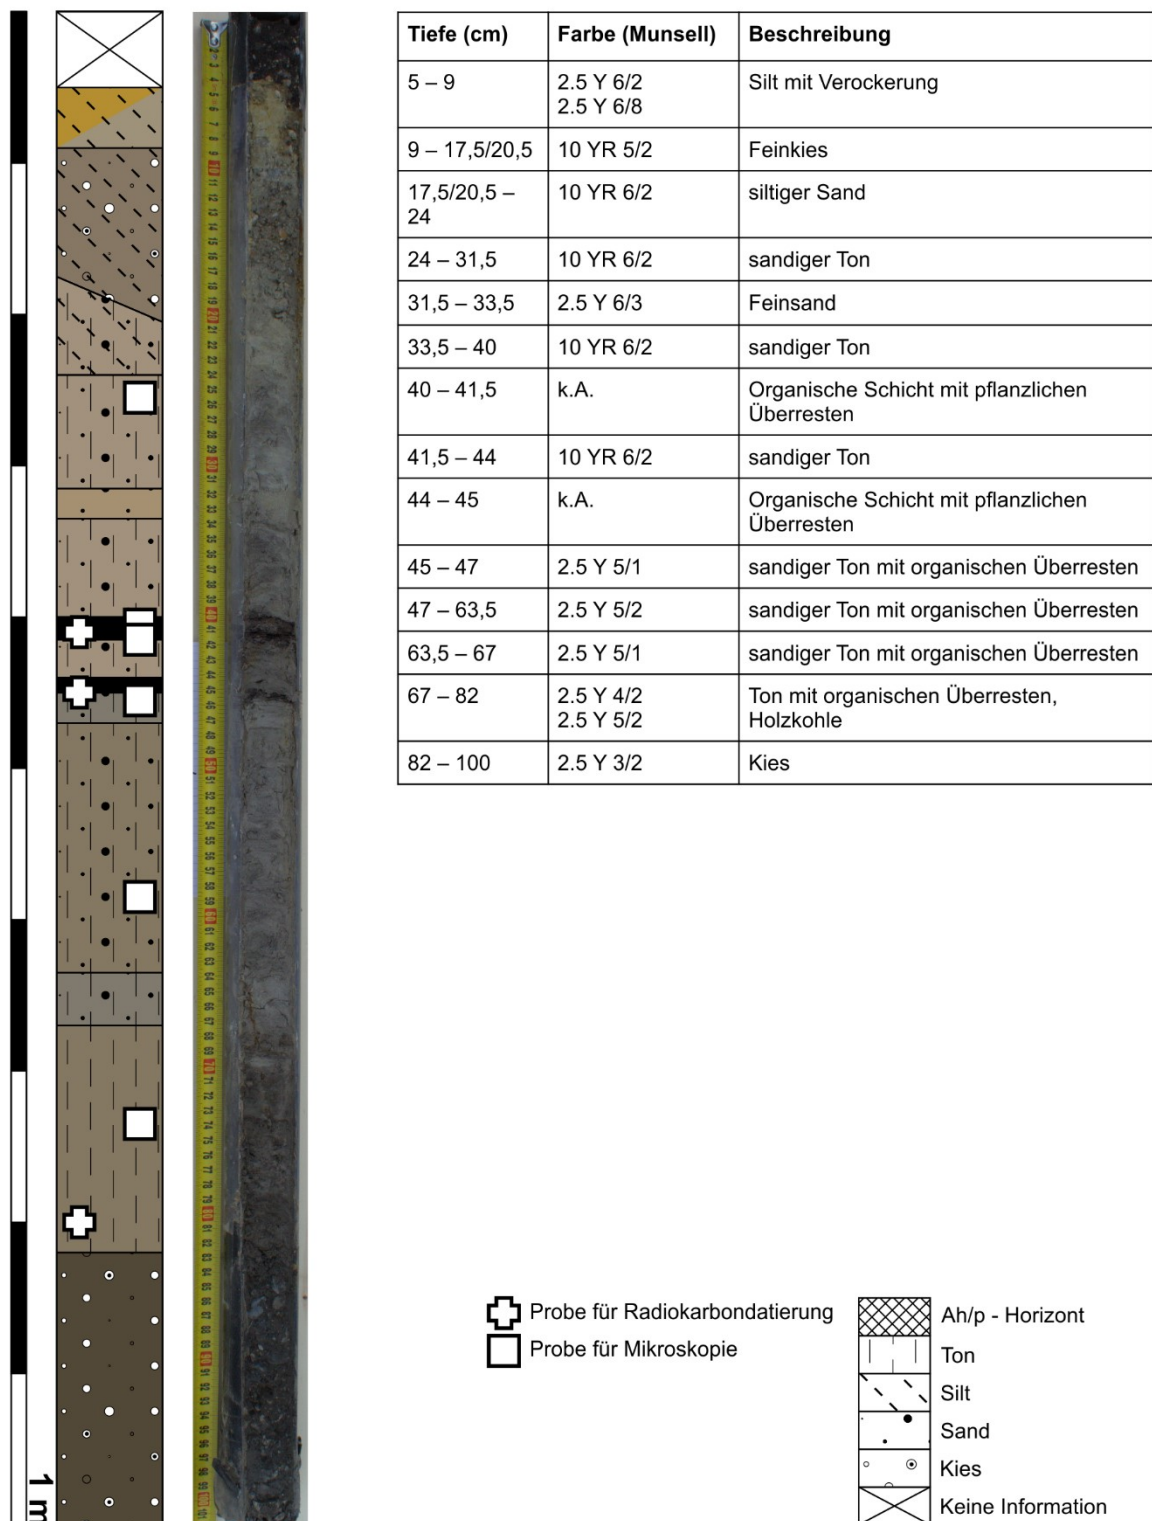 Tiefe (cm) Farbe (Munsell) Beschreibung
5 – 9 2.5 Y 6/2 Silt mit Verockerung
2.5 Y 6/8
9 – 17,5/20,5 10 YR 5/2 Feinkies
17,5/20,5 – 10 YR 6/2 siltiger Sand
24
24 – 31,5 10 YR 6/2 sandiger Ton
31,5 – 33,5 2.5 Y 6/3 Feinsand
33,5 – 40 10 YR 6/2 sandiger Ton
40 – 41,5 k.A. Organische Schicht mit pflanzlichen
Überresten
41,5 – 44 10 YR 6/2 sandiger Ton
44 – 45 k.A. Organische Schicht mit pflanzlichen
Überresten
45 – 47 2.5 Y 5/1 sandiger Ton mit organischen Überresten
47 – 63,5 2.5 Y 5/2 sandiger Ton mit organischen Überresten
63,5 – 67 2.5 Y 5/1 sandiger Ton mit organischen Überresten
67 – 82 2.5 Y 4/2 Ton mit organischen Überresten,
2.5 Y 5/2 Holzkohle
82 – 100 2.5 Y 3/2 Kies
Probe für Radiokarbondatierung
Probe für Mikroskopie
Ah/p - Horizont
Ton
Silt
Sand
Kies
Keine Information
1 m